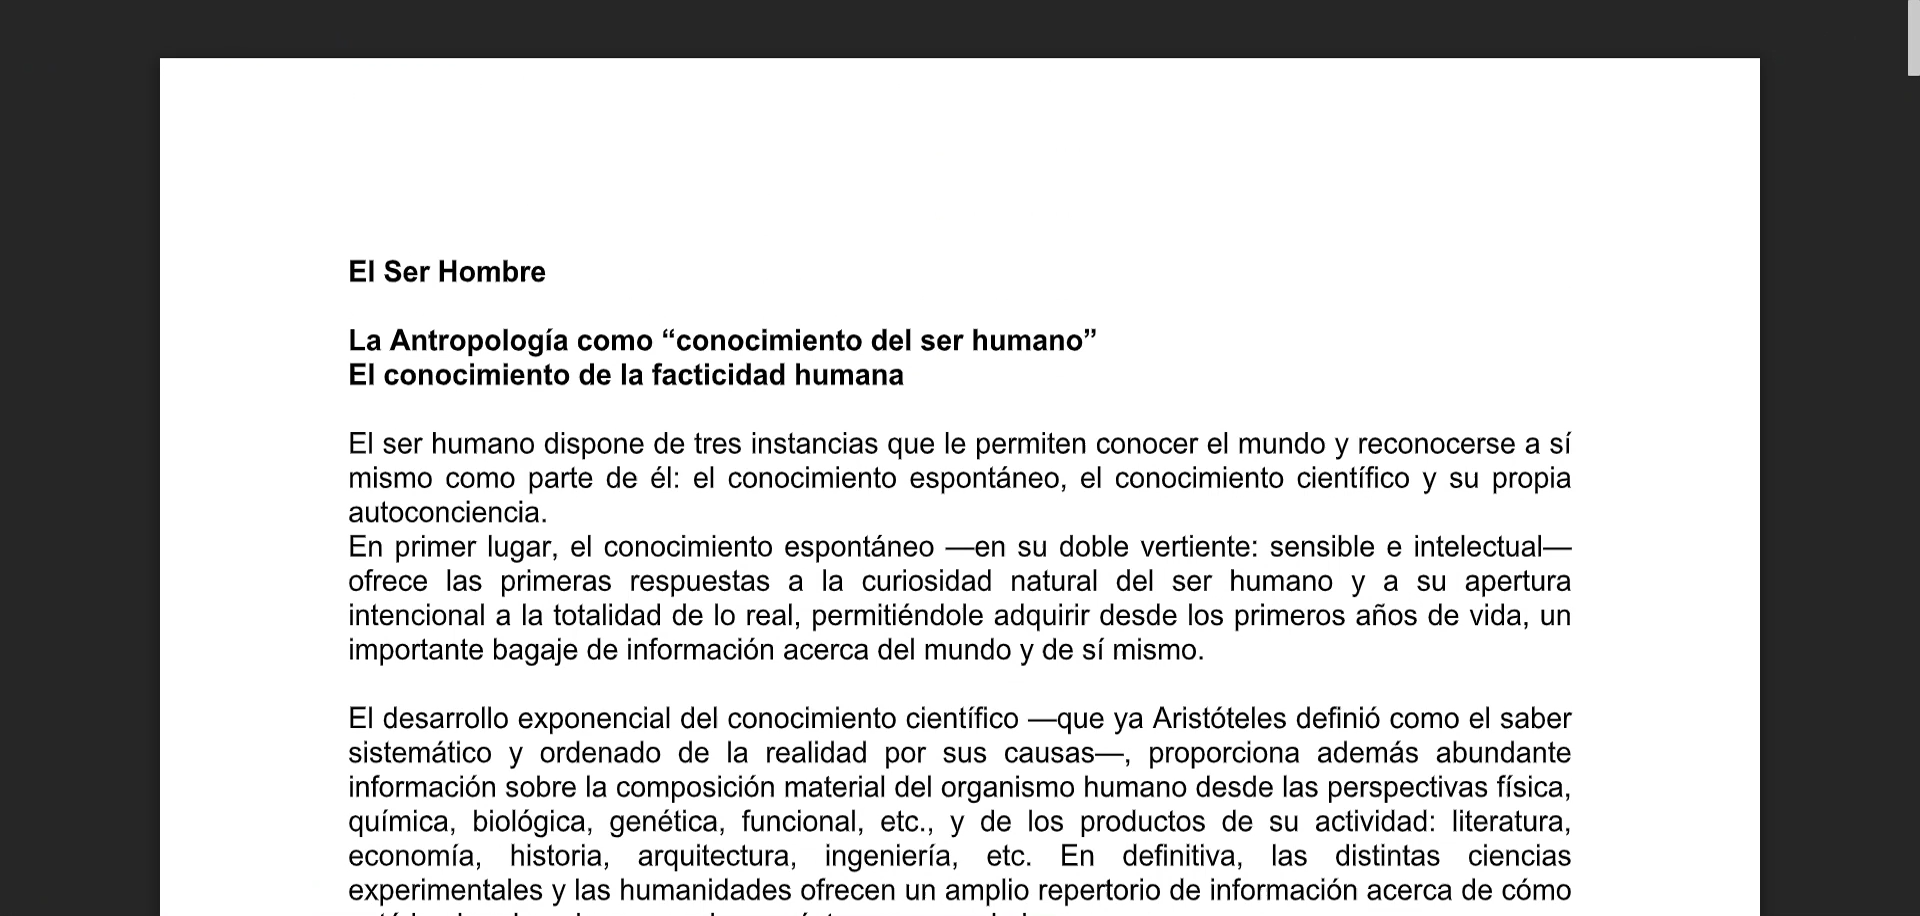 El Ser Hombre
La Antropología como “conocimiento del ser humano”
El conocimiento de la facticidad humana
El ser humano dispone de tres instancias que le permiten conocer el mundo y reconocerse a sí
mismo como parte de él: el conocimiento espontáneo, el conocimiento científico y su propia
autoconciencia.
En primer lugar, el conocimiento espontáneo —en su doble vertiente: sensible e intelectual—
ofrece las primeras respuestas a la curiosidad natural del ser humano y a su apertura
intencional a la totalidad de lo real, permitiéndole adquirir desde los primeros años de vida, un
importante bagaje de información acerca del mundo y de sí mismo.
El desarrollo exponencial del conocimiento científico —que ya Aristóteles definió como el saber
sistemático y ordenado de la realidad por sus causas—, proporciona además abundante
información sobre la composición material del organismo humano desde las perspectivas física,
química, biológica, genética, funcional, etc., y de los productos de su actividad: literatura,
economía, historia, arquitectura, ingeniería, etc. En definitiva, las distintas ciencias
experimentales y las humanidades ofrecen un amplio repertorio de información acerca de cómo